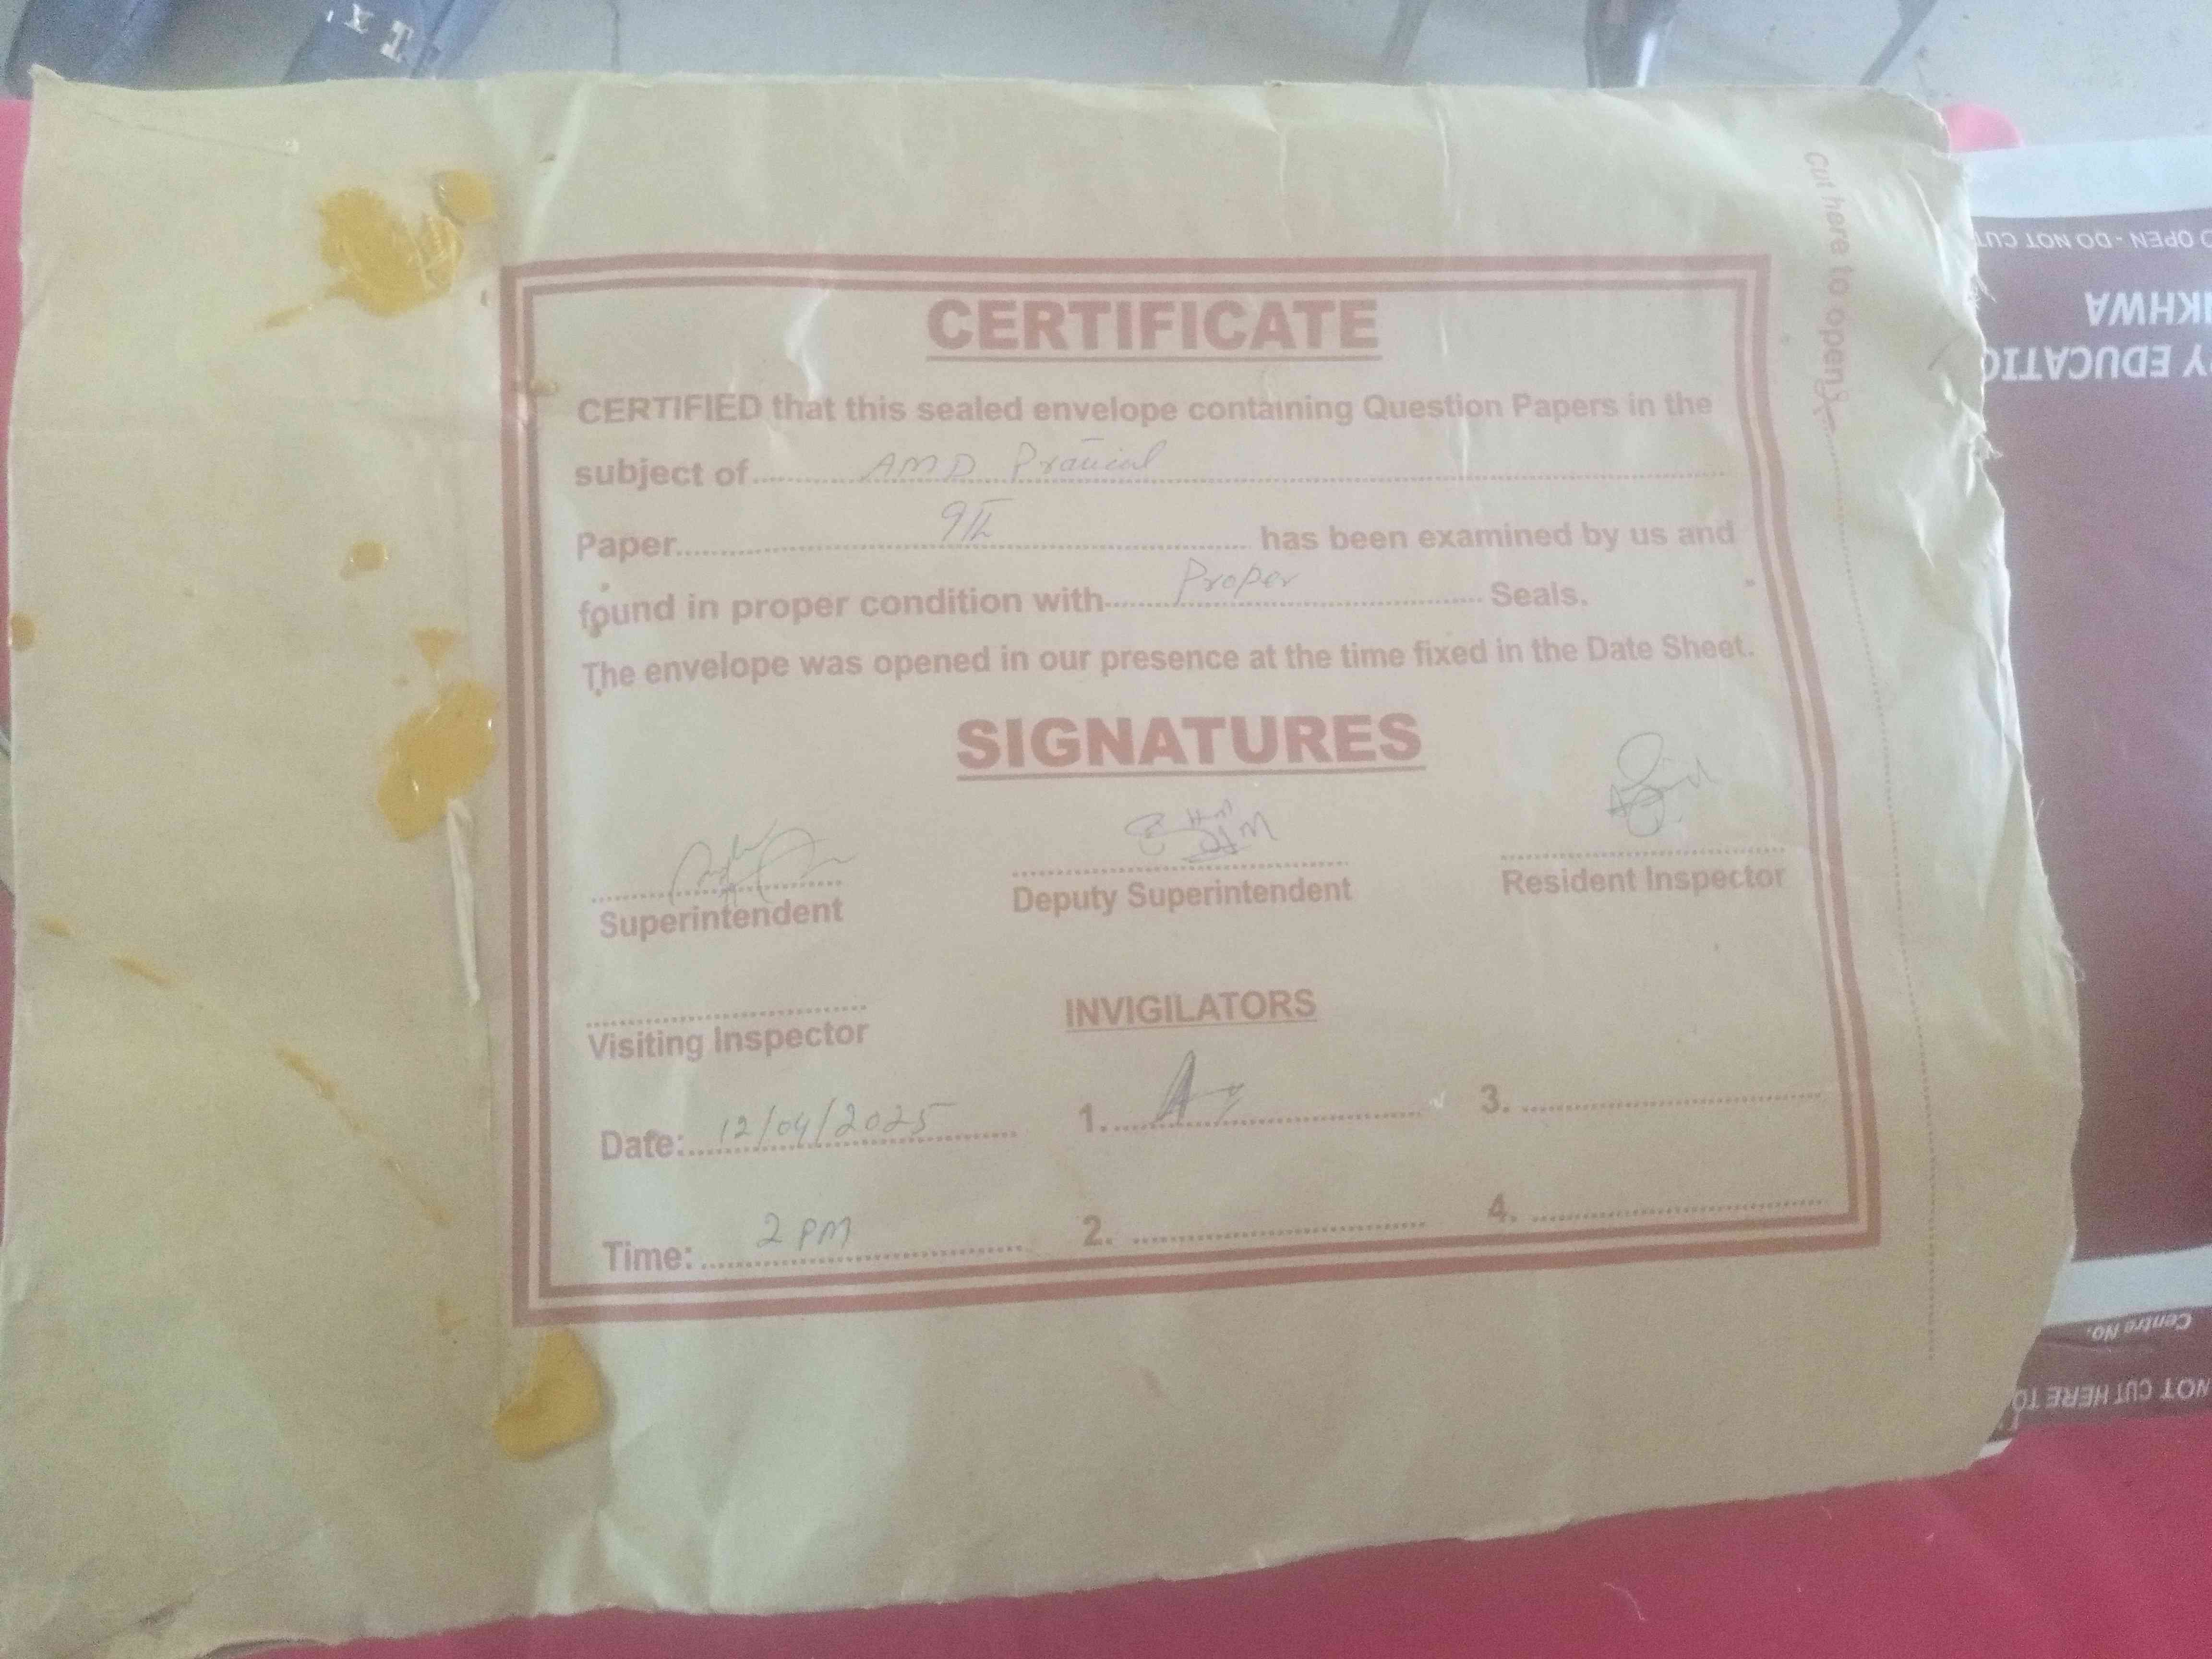 CERTIFICATE
CERTIFIED that this sealed envelope containing Question Papers in the
subject of AMD Pratical
Paper 9th has been examined by us and
found in proper condition with Proper Seals.
The envelope was opened in our presence at the time fixed in the Date Sheet.
SIGNATURES
Superintendent Deputy Superintendent Resident Inspector
Visiting Inspector INVIGILATORS
Date: 12/04/2025 1. 3.
Time: 2 PM 2. 4.
Cut here to open
OPEN - DO NOT CUT
KHWA
Y EDUCATIO
Centre No.
NOT CUT HERE TO